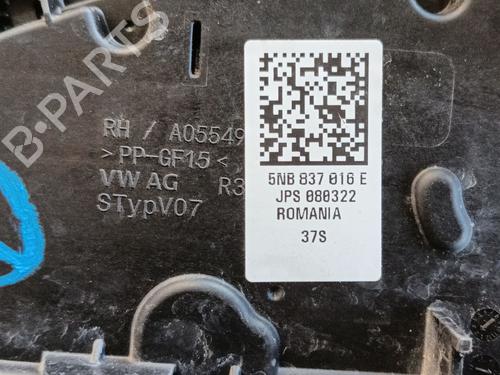 B-PARTS
RH / A05549
>PP-GF15<
VW AG R3
STypV07
5NB 837 016 E
JPS 080322
ROMANIA
37S